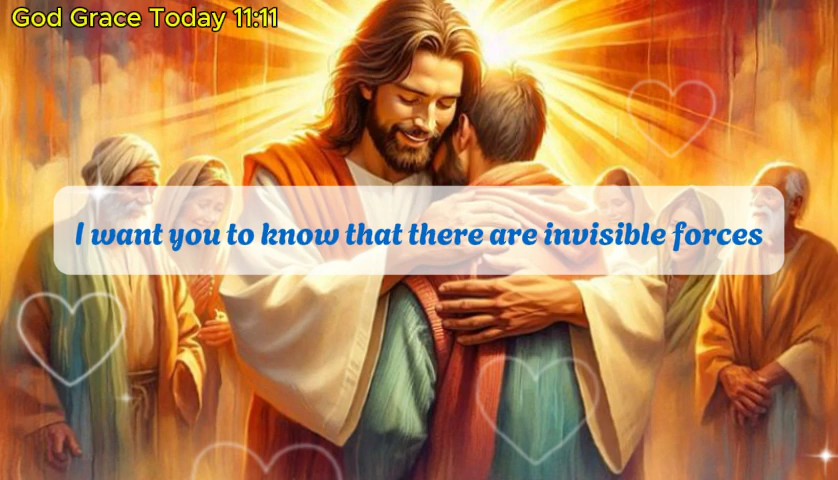 God Grace Today 11:11
I want you to know that there are invisible forces